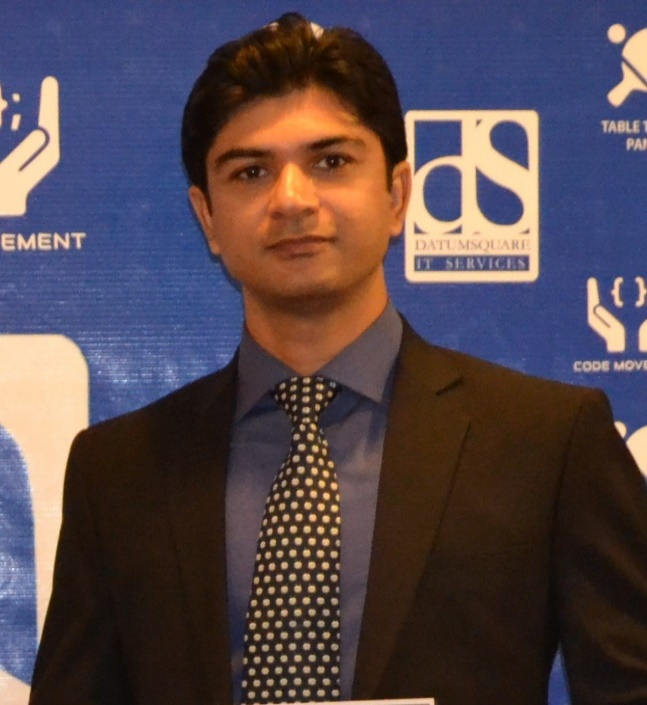 TABLE T
PAN
EMENT
dS
DATUMSQUARE
IT SERVICES
{ }
CODE MOVE